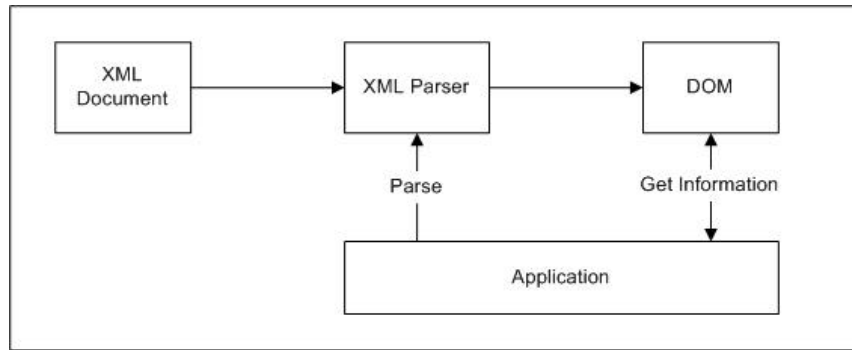 XML
Document
XML Parser
DOM
Parse
Get Information
Application